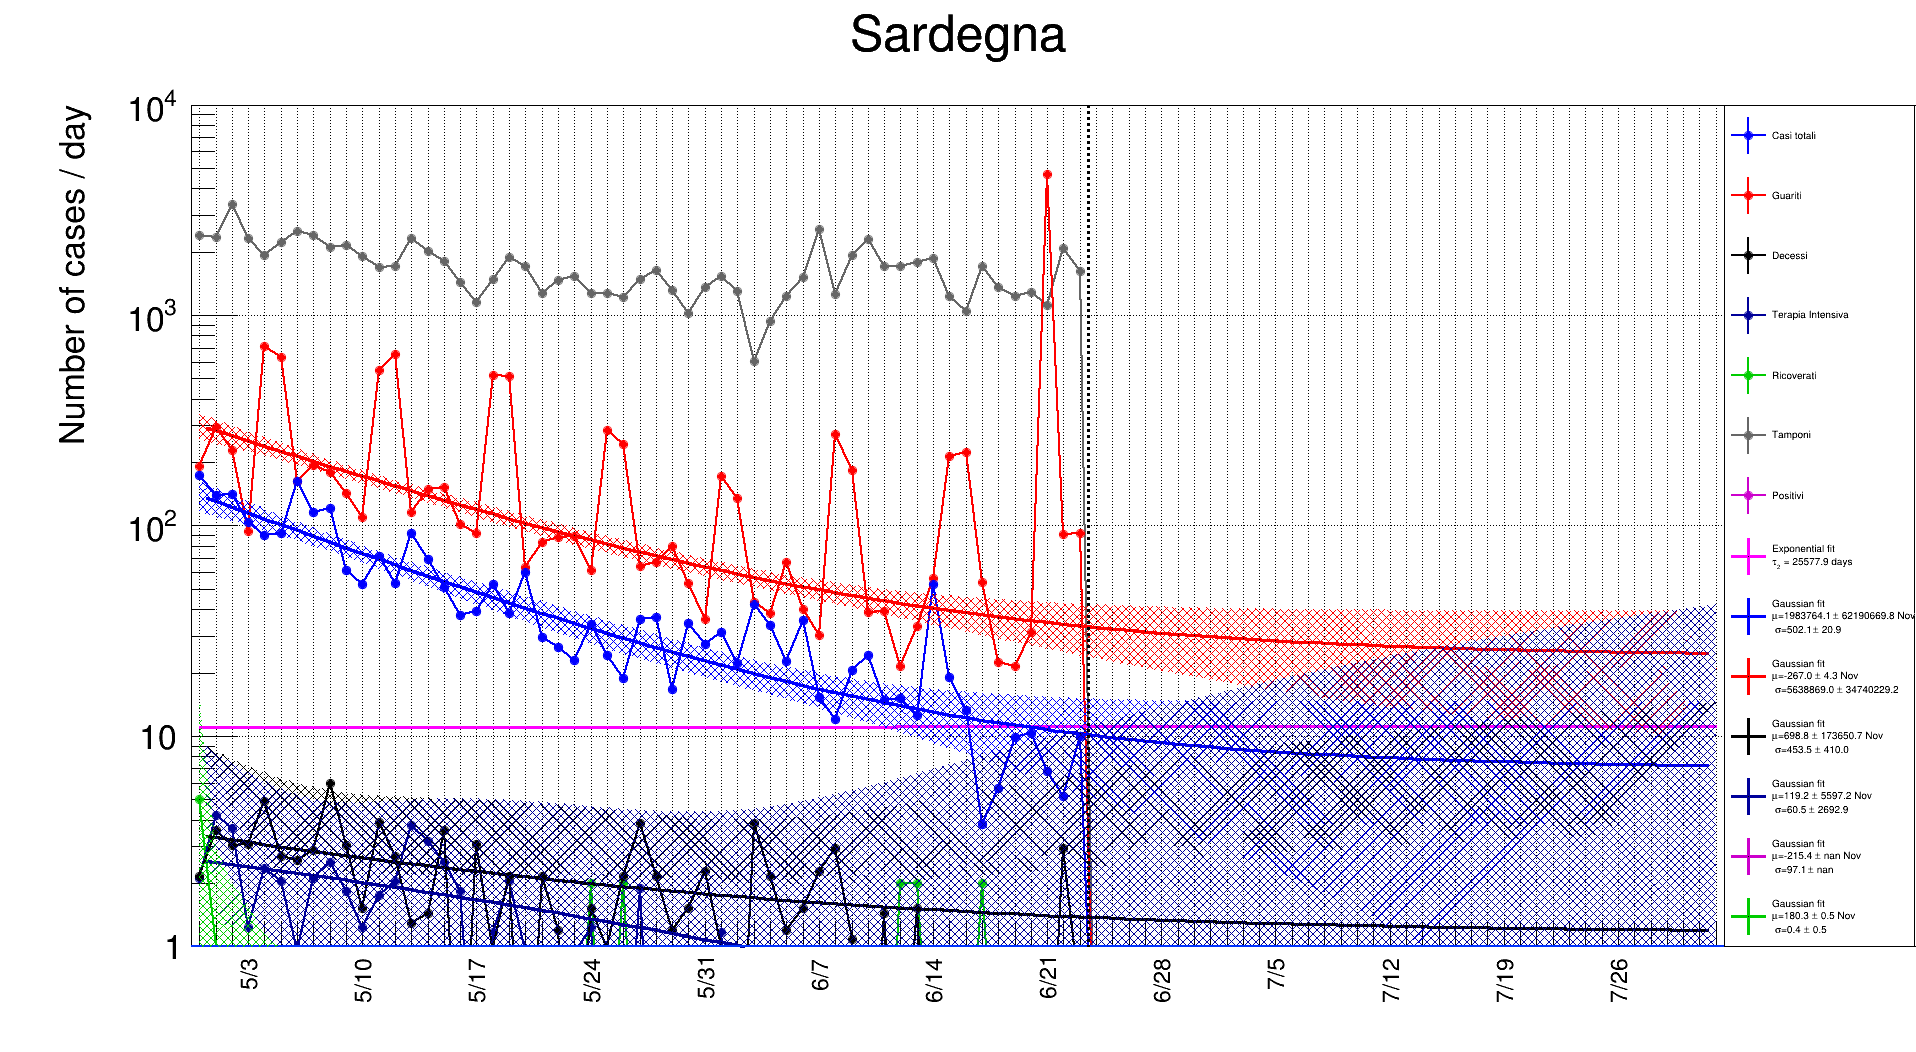 Sardegna
Number of cases / day
10^4
10^3
10^2
10
1
5/3
5/10
5/17
5/24
5/31
6/7
6/14
6/21
6/28
7/5
7/12
7/19
7/26
Casi totali
Guariti
Decessi
Terapia Intensiva
Ricoverati
Tamponi
Positivi
Exponential fit
τ₂ = 25577.9 days
Gaussian fit
μ=1983764.1 ± 62190669.8 Nov
σ=502.1 ± 20.9
Gaussian fit
μ=-267.0 ± 4.3 Nov
σ=5638869.0 ± 34740229.2
Gaussian fit
μ=698.8 ± 173650.7 Nov
σ=453.5 ± 410.0
Gaussian fit
μ=119.2 ± 5597.2 Nov
σ=60.5 ± 2692.9
Gaussian fit
μ=-215.4 ± nan Nov
σ=97.1 ± nan
Gaussian fit
μ=180.3 ± 0.5 Nov
σ=0.4 ± 0.5